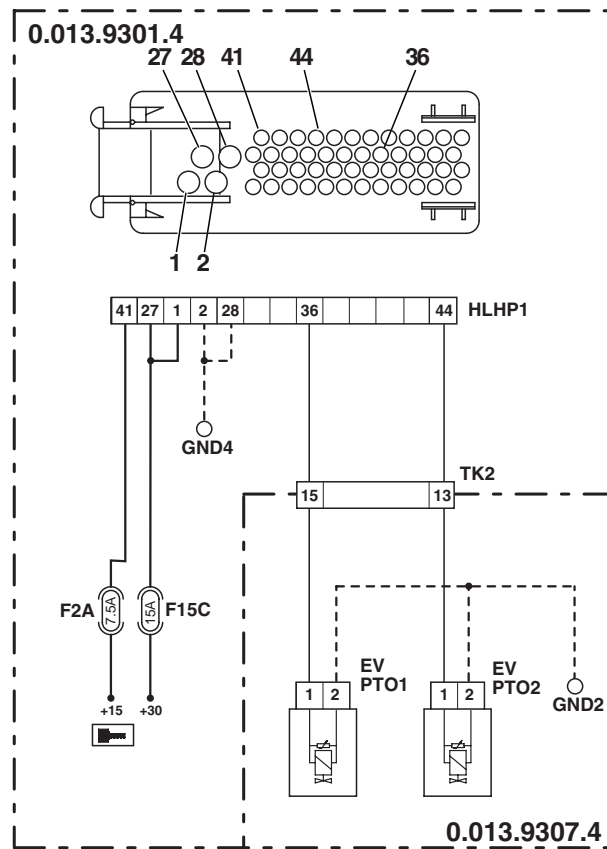 0.013.9301.4
27 28 41 44 36
1 2
41 27 1 2 28 36 44 HLHP1
GND4
TK2
15 13
F2A 7.5A 15A F15C
EV
PTO1
EV
PTO2
1 2 1 2
GND2
+15 +30
0.013.9307.4